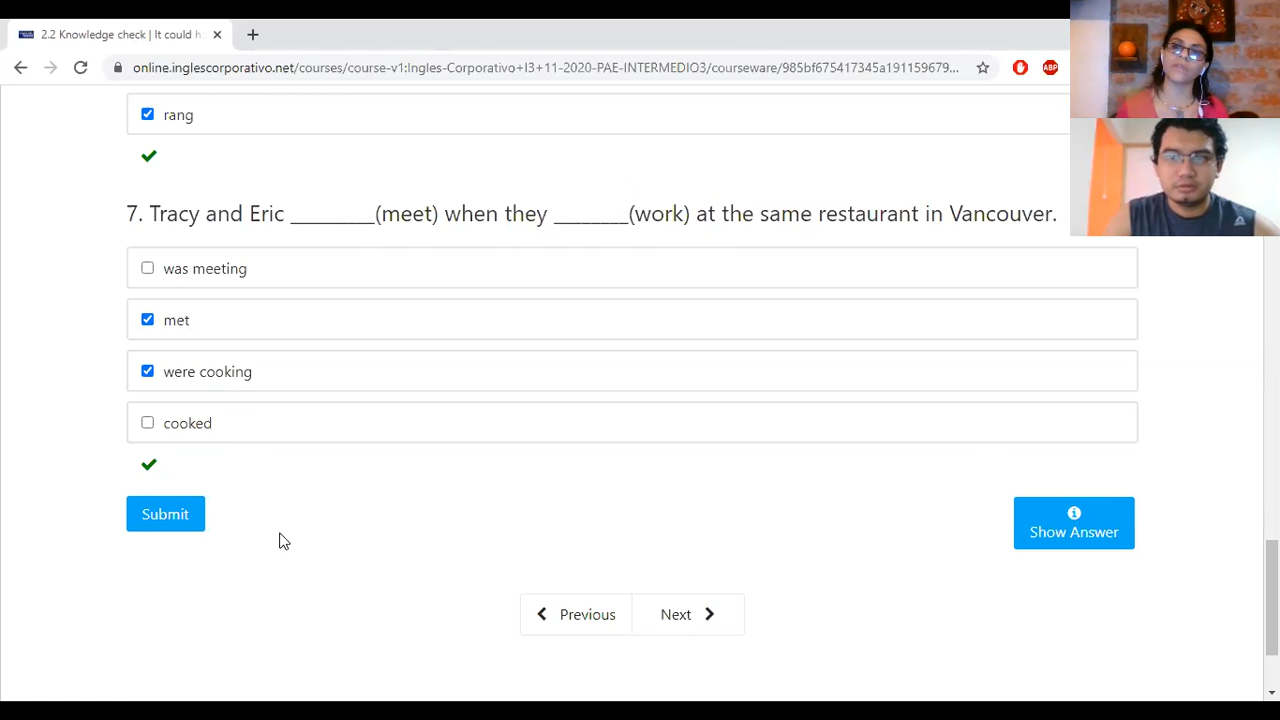 2.2 Knowledge check | It could h
online.inglescorporativo.net/courses/course-v1:Ingles-Corporativo+I3+11-2020-PAE-INTERMEDIO3/courseware/985bf675417345a191159679...
ABP
rang
7. Tracy and Eric _________(meet) when they ________(work) at the same restaurant in Vancouver.
was meeting
met
were cooking
cooked
Submit
Show Answer
Previous
Next